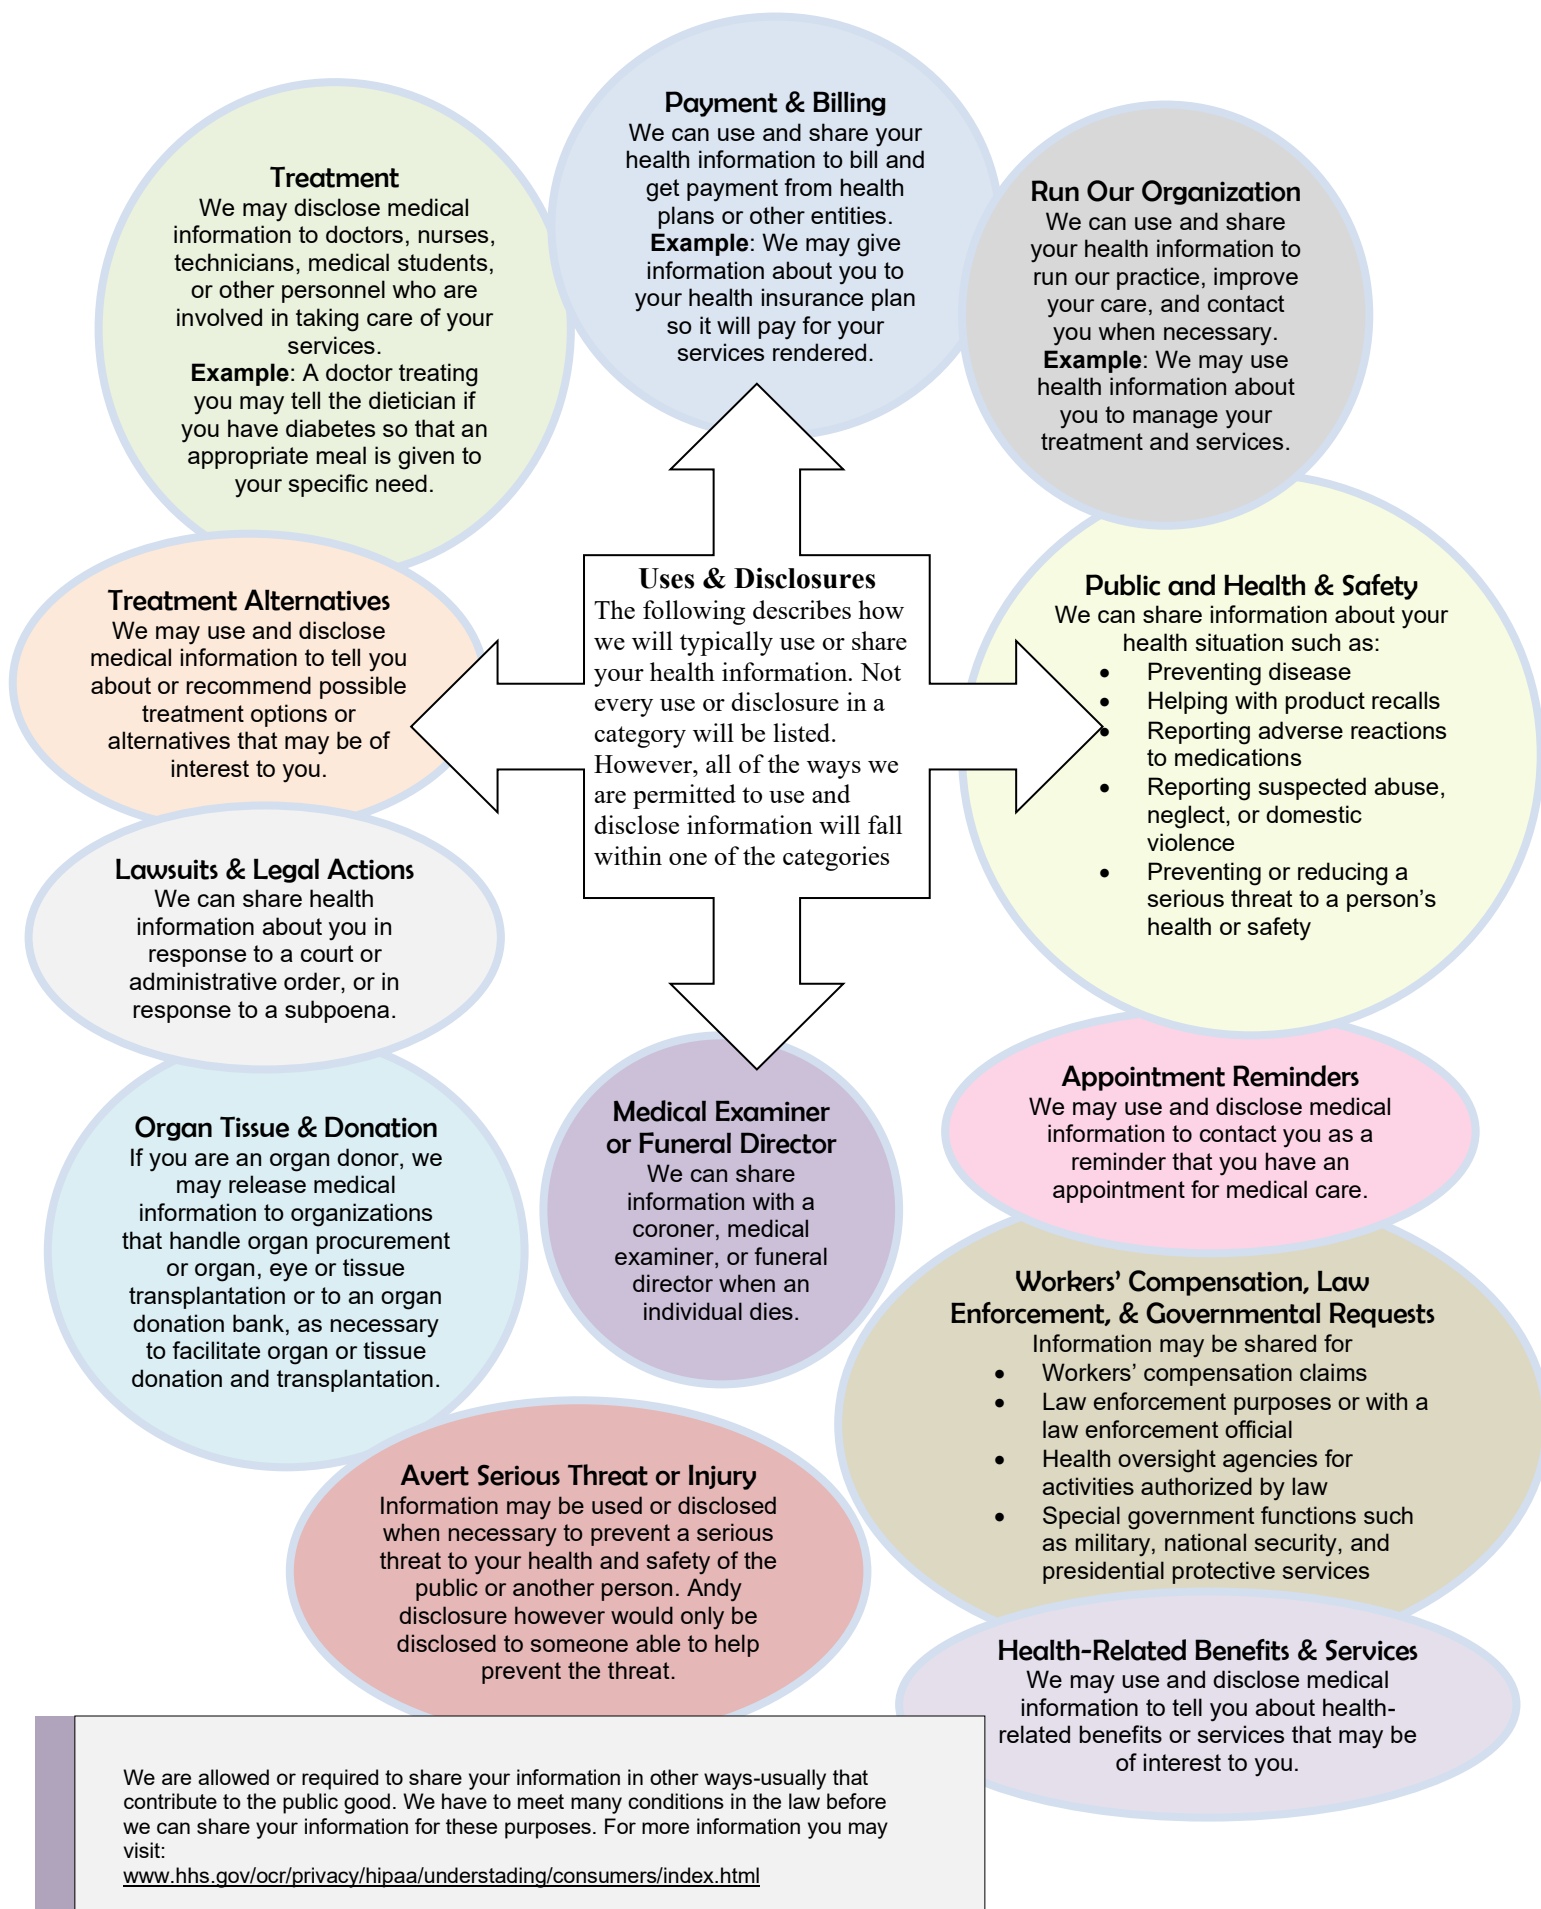 Payment & Billing
We can use and share your
health information to bill and
get payment from health
plans or other entities.
Example: We may give
information about you to
your health insurance plan
so it will pay for your
services rendered.
Treatment
We may disclose medical
information to doctors, nurses,
technicians, medical students,
or other personnel who are
involved in taking care of your
services.
Example: A doctor treating
you may tell the dietician if
you have diabetes so that an
appropriate meal is given to
your specific need.
Run Our Organization
We can use and share
your health information to
run our practice, improve
your care, and contact
you when necessary.
Example: We may use
health information about
you to manage your
treatment and services.
Uses & Disclosures
The following describes how
we will typically use or share
your health information. Not
every use or disclosure in a
category will be listed.
However, all of the ways we
are permitted to use and
disclose information will fall
within one of the categories
Treatment Alternatives
We may use and disclose
medical information to tell you
about or recommend possible
treatment options or
alternatives that may be of
interest to you.
Public and Health & Safety
We can share information about your
health situation such as:
• Preventing disease
• Helping with product recalls
• Reporting adverse reactions
to medications
• Reporting suspected abuse,
neglect, or domestic
violence
• Preventing or reducing a
serious threat to a person's
health or safety
Lawsuits & Legal Actions
We can share health
information about you in
response to a court or
administrative order, or in
response to a subpoena.
Appointment Reminders
We may use and disclose medical
information to contact you as a
reminder that you have an
appointment for medical care.
Organ Tissue & Donation
If you are an organ donor, we
may release medical
information to organizations
that handle organ procurement
or organ, eye or tissue
transplantation or to an organ
donation bank, as necessary
to facilitate organ or tissue
donation and transplantation.
Medical Examiner
or Funeral Director
We can share
information with a
coroner, medical
examiner, or funeral
director when an
individual dies.
Workers' Compensation, Law
Enforcement, & Governmental Requests
Information may be shared for
• Workers' compensation claims
• Law enforcement purposes or with a
law enforcement official
• Health oversight agencies for
activities authorized by law
• Special government functions such
as military, national security, and
presidential protective services
Avert Serious Threat or Injury
Information may be used or disclosed
when necessary to prevent a serious
threat to your health and safety of the
public or another person. Andy
disclosure however would only be
disclosed to someone able to help
prevent the threat.
Health-Related Benefits & Services
We may use and disclose medical
information to tell you about health-
related benefits or services that may be
of interest to you.
We are allowed or required to share your information in other ways-usually that
contribute to the public good. We have to meet many conditions in the law before
we can share your information for these purposes. For more information you may
visit:
www.hhs.gov/ocr/privacy/hipaa/understading/consumers/index.html